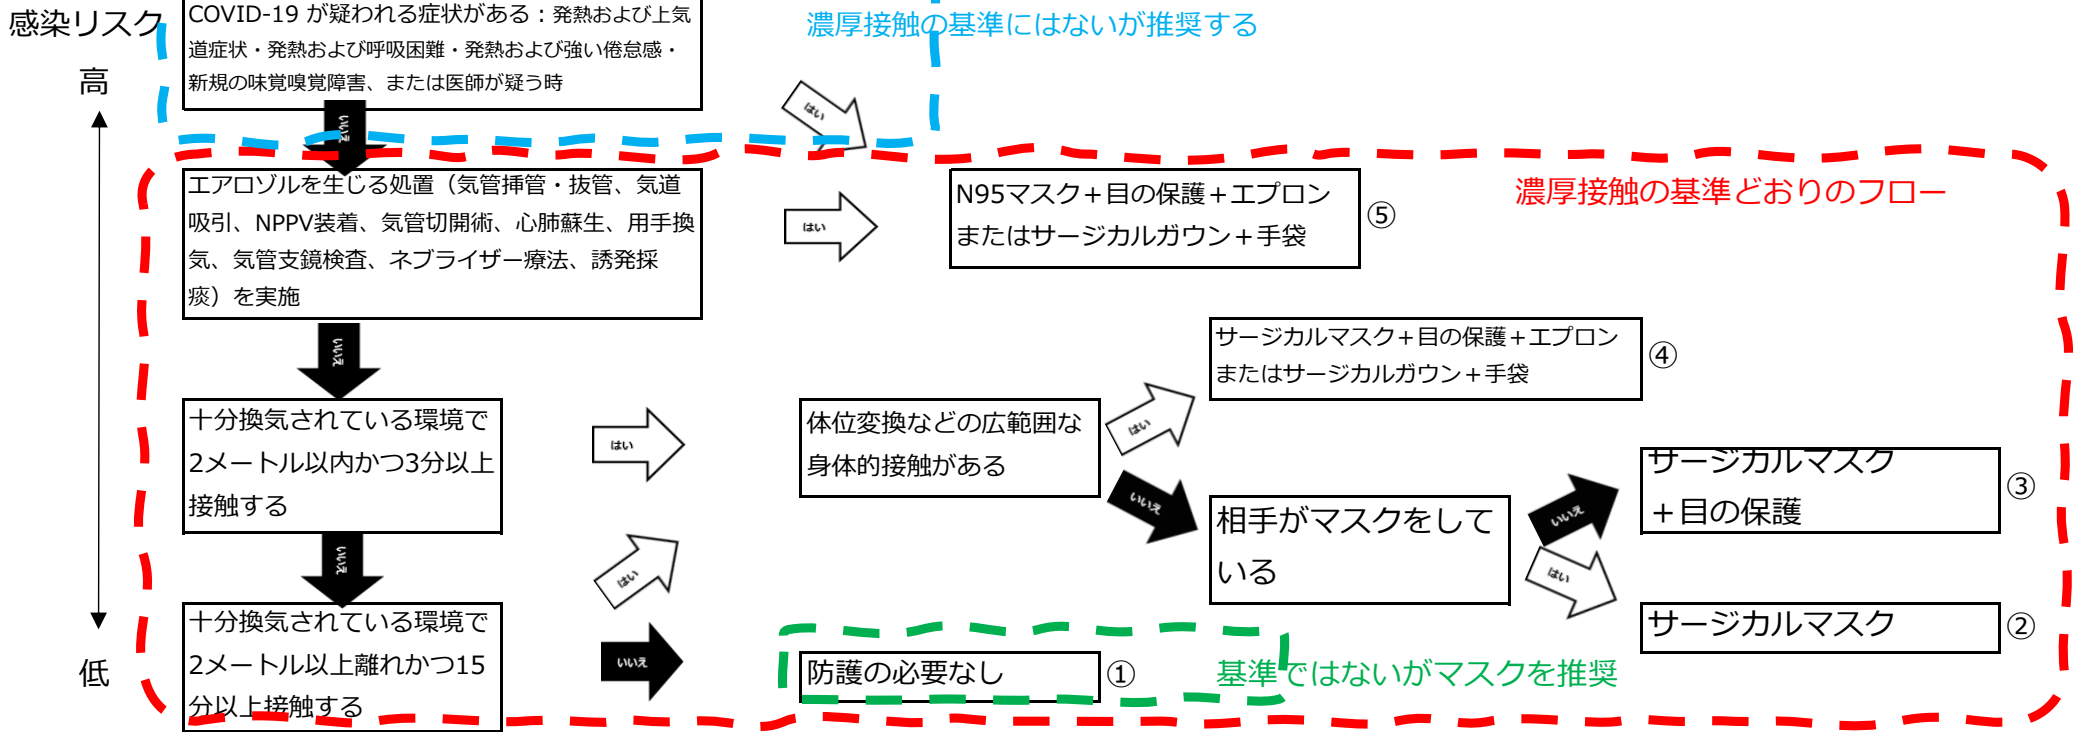 感染リスク
高
低
COVID-19 が疑われる症状がある：発熱および上気
道症状・発熱および呼吸困難・発熱および強い倦怠感・
新規の味覚嗅覚障害、または医師が疑う時
濃厚接触の基準にはないが推奨する
はい
いいえ
エアロゾルを生じる処置（気管挿管・抜管、気道
吸引、NPPV装着、気管切開術、心肺蘇生、用手換
気、気管支鏡検査、ネブライザー療法、誘発採
痰）を実施
はい
N95マスク＋目の保護＋エプロン
またはサージカルガウン＋手袋
⑤
濃厚接触の基準どおりのフロー
いいえ
サージカルマスク＋目の保護＋エプロン
またはサージカルガウン＋手袋
④
十分換気されている環境で
2メートル以内かつ3分以上
接触する
はい
体位変換などの広範囲な
身体的接触がある
はい
いいえ
相手がマスクをして
いる
いいえ
サージカルマスク
＋目の保護
③
はい
サージカルマスク
②
いいえ
はい
十分換気されている環境で
2メートル以上離れかつ15
分以上接触する
いいえ
防護の必要なし
①
基準ではないがマスクを推奨